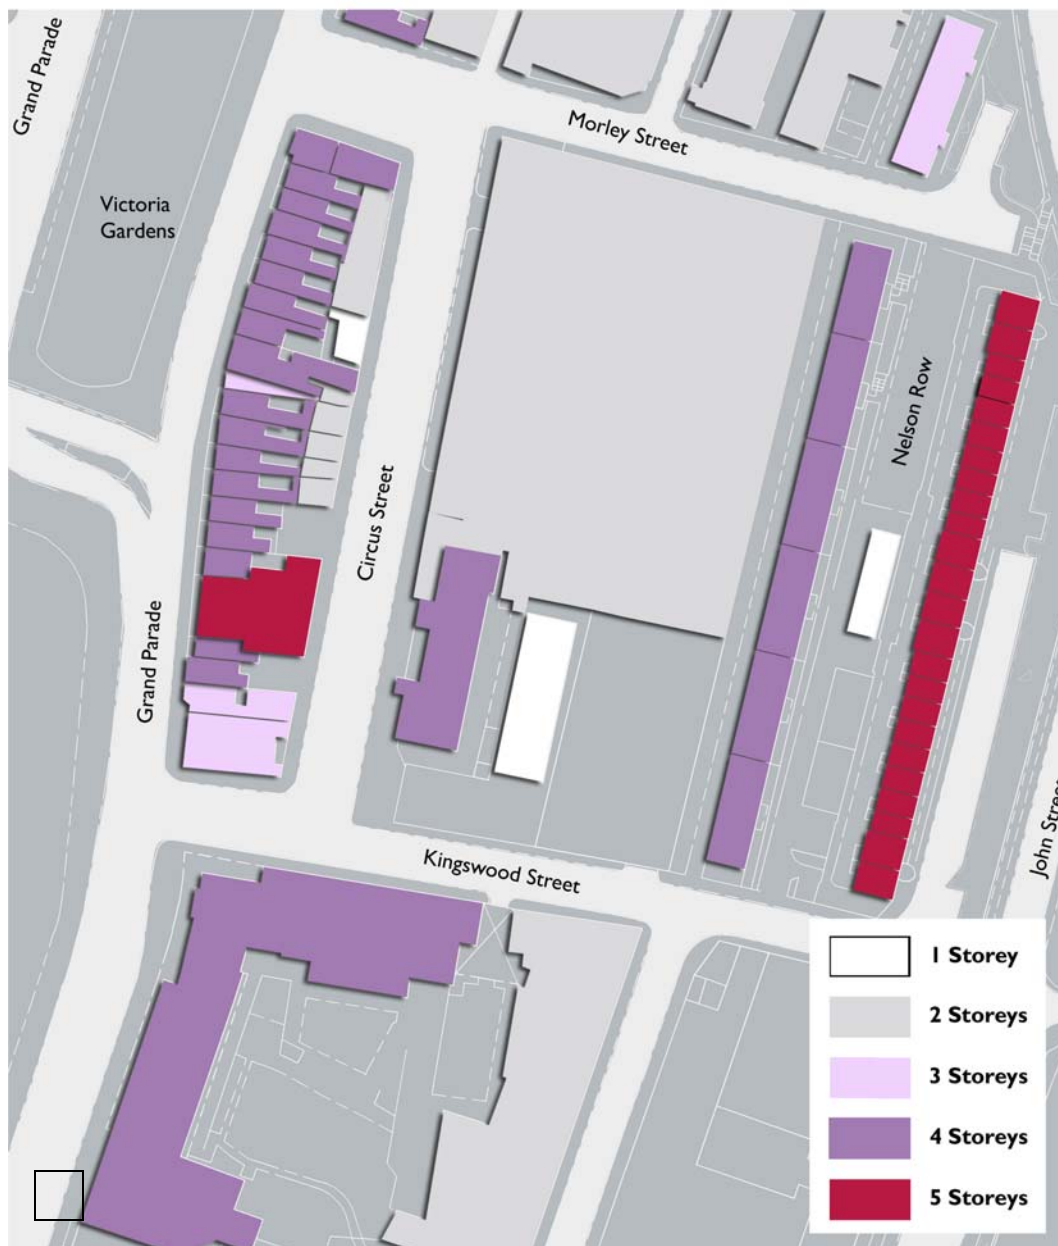 Grand Parade
Morley Street
Victoria
Gardens
Nelson Row
Circus Street
Grand Parade
Kingswood Street
John Street
1 Storey
2 Storeys
3 Storeys
4 Storeys
5 Storeys